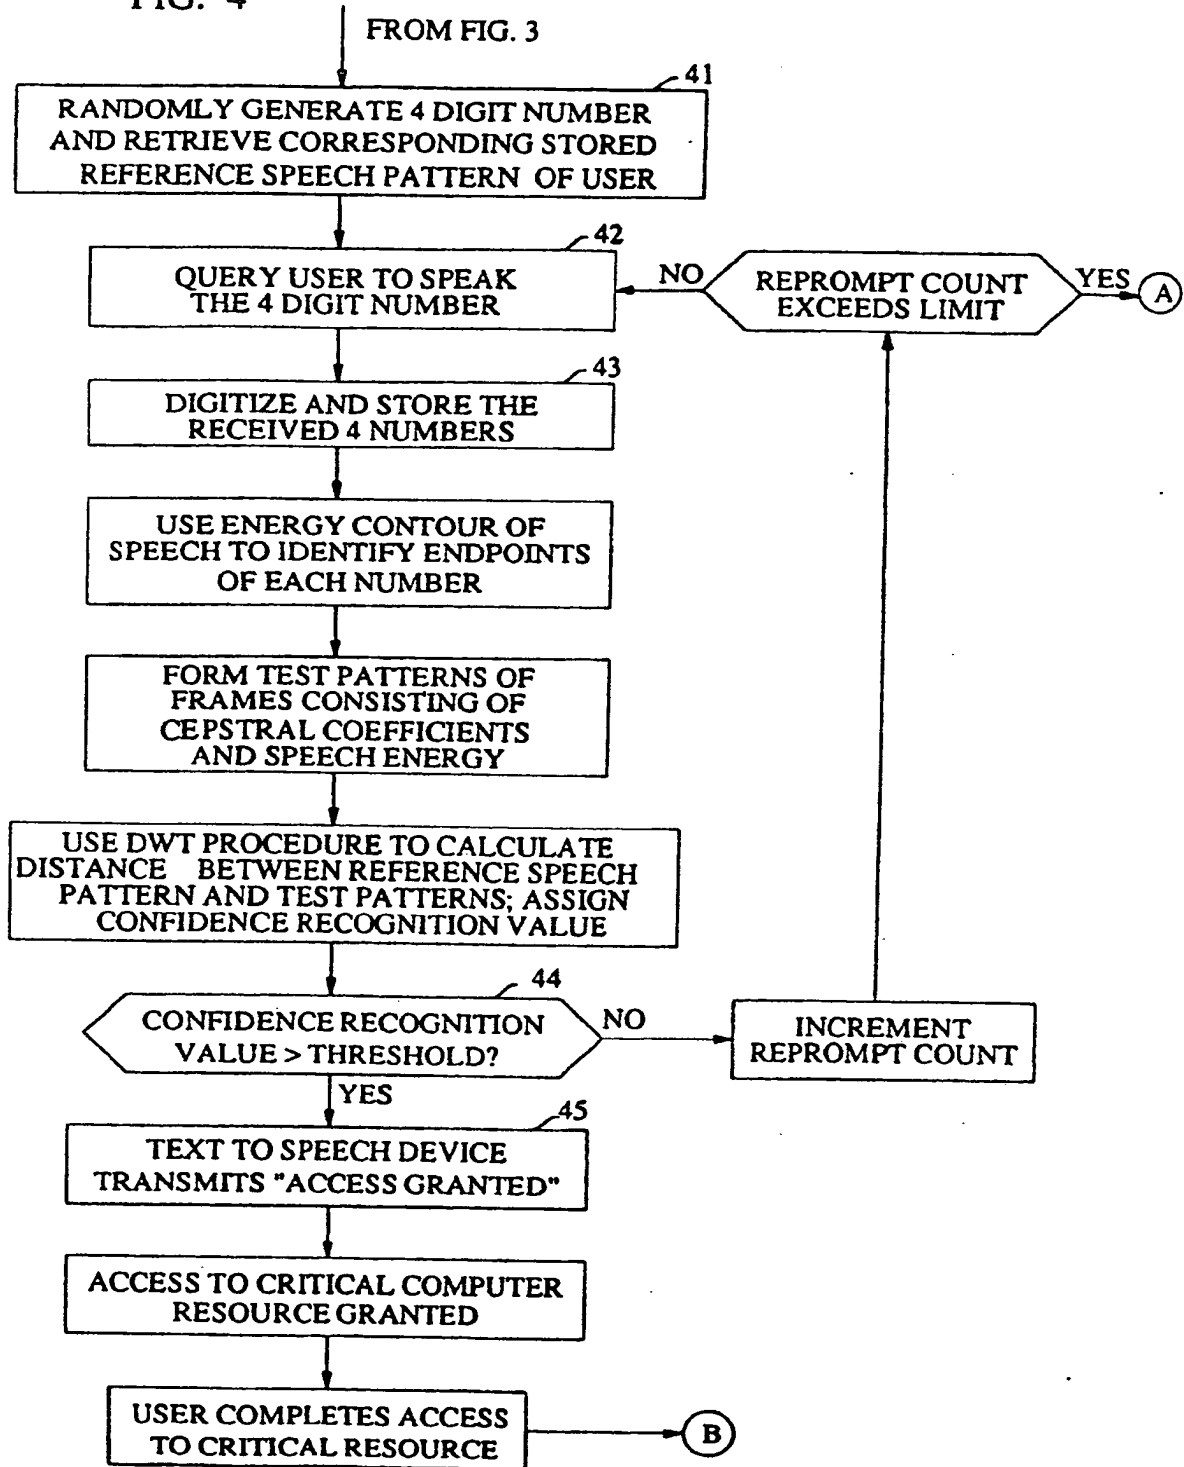 FIG. 4
FROM FIG. 3
41
RANDOMLY GENERATE 4 DIGIT NUMBER
AND RETRIEVE CORRESPONDING STORED
REFERENCE SPEECH PATTERN OF USER
42
QUERY USER TO SPEAK
THE 4 DIGIT NUMBER
NO
REPROMPT COUNT
EXCEEDS LIMIT
YES
A
43
DIGITIZE AND STORE THE
RECEIVED 4 NUMBERS
USE ENERGY CONTOUR OF
SPEECH TO IDENTIFY ENDPOINTS
OF EACH NUMBER
FORM TEST PATTERNS OF
FRAMES CONSISTING OF
CEPSTRAL COEFFICIENTS
AND SPEECH ENERGY
USE DWT PROCEDURE TO CALCULATE
DISTANCE BETWEEN REFERENCE SPEECH
PATTERN AND TEST PATTERNS; ASSIGN
CONFIDENCE RECOGNITION VALUE
44
CONFIDENCE RECOGNITION
VALUE > THRESHOLD?
NO
INCREMENT
REPROMPT COUNT
YES
45
TEXT TO SPEECH DEVICE
TRANSMITS "ACCESS GRANTED"
ACCESS TO CRITICAL COMPUTER
RESOURCE GRANTED
USER COMPLETES ACCESS
TO CRITICAL RESOURCE
B